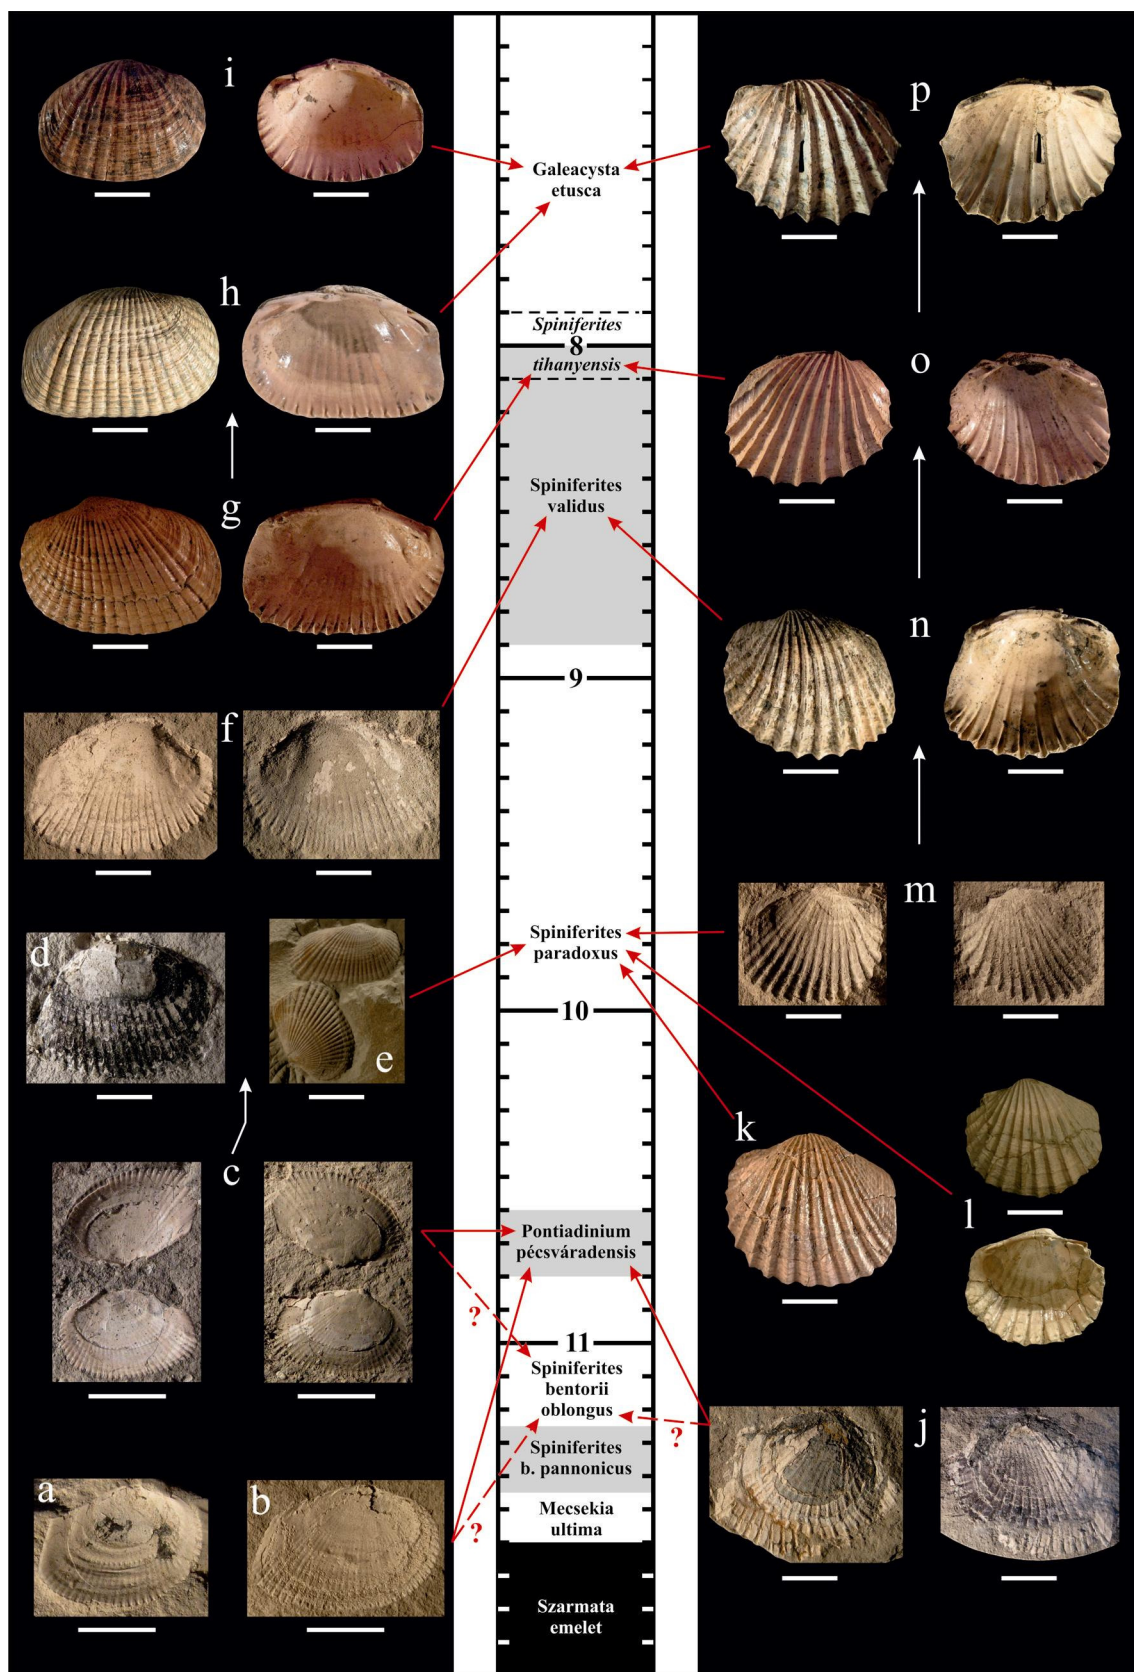 i
p
Galeacysta
etusca
h
Spiniferites
8
tihanyensis
o
g
Spiniferites
validus
n
9
f
m
d
Spiniferites
paradoxus
e
10
k
c
l
Pontiadinium
pécsváradensis
?
11
Spiniferites
bentorii
oblongus
?
j
Spiniferites
b. pannonicus
a
b
Mecsekia
ultima
?
Szarmata
emelet